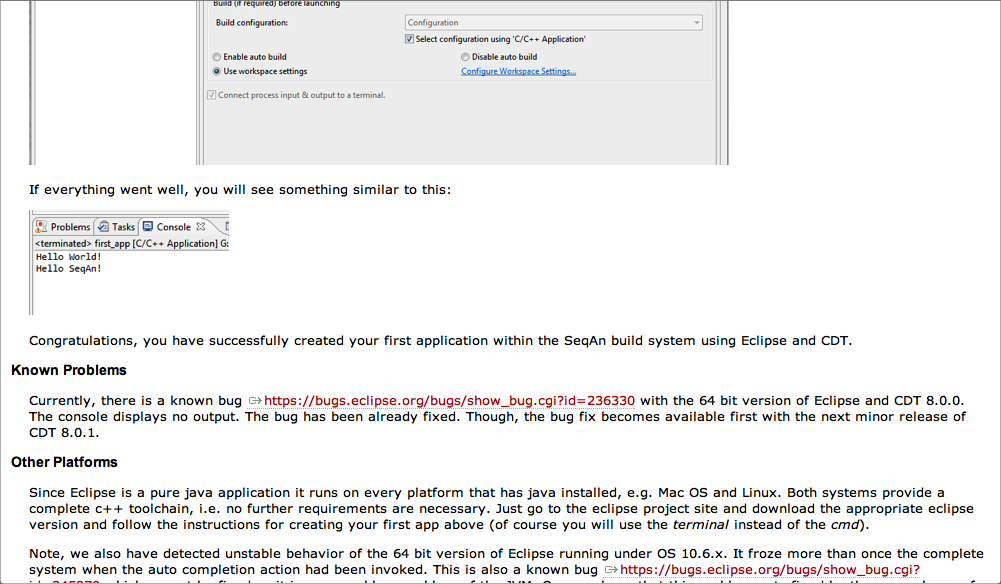 Build (if required) before launching
Build configuration:
Configuration
Select configuration using 'C/C++ Application'
Enable auto build
Disable auto build
Use workspace settings
Configure Workspace Settings...
Connect process input & output to a terminal.
If everything went well, you will see something similar to this:
Problems Tasks Console
<terminated> first_app [C/C++ Application] G:
Hello World!
Hello SeqAn!
Congratulations, you have successfully created your first application within the SeqAn build system using Eclipse and CDT.
Known Problems
Currently, there is a known bug https://bugs.eclipse.org/bugs/show_bug.cgi?id=236330 with the 64 bit version of Eclipse and CDT 8.0.0.
The console displays no output. The bug has been already fixed. Though, the bug fix becomes available first with the next minor release of
CDT 8.0.1.
Other Platforms
Since Eclipse is a pure java application it runs on every platform that has java installed, e.g. Mac OS and Linux. Both systems provide a
complete c++ toolchain, i.e. no further requirements are necessary. Just go to the eclipse project site and download the appropriate eclipse
version and follow the instructions for creating your first app above (of course you will use the terminal instead of the cmd).
Note, we also have detected unstable behavior of the 64 bit version of Eclipse running under OS 10.6.x. It froze more than once the complete
system when the auto completion action had been invoked. This is also a known bug https://bugs.eclipse.org/bugs/show_bug.cgi?